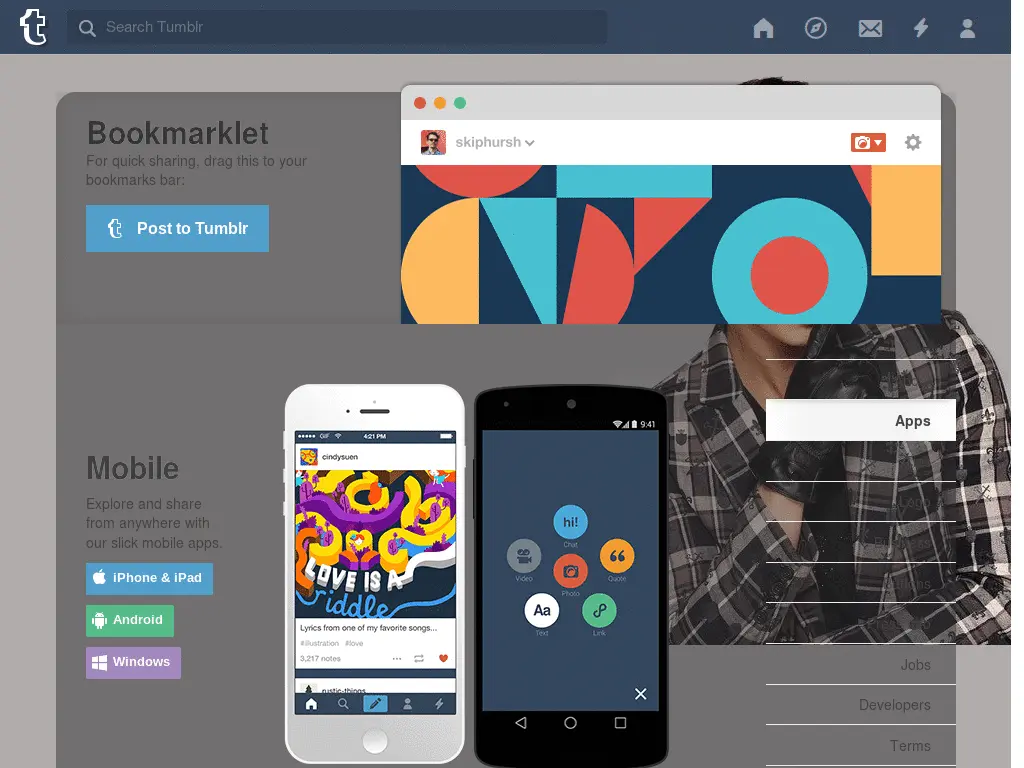 Search Tumblr
Bookmarklet
For quick sharing, drag this to your
bookmarks bar:
Post to Tumblr
skiphursh
Mobile
Explore and share
from anywhere with
our slick mobile apps.
iPhone & iPad
Android
Windows
GIF
4:21 PM
cindysuen
LOVE IS A
riddle
Lyrics from one of my favorite songs...
#illustration #love
3,217 notes
rustic-things
9:41
hi!
Chat
Video
Quote
Photo
Aa
Text
Link
Apps
Jobs
Developers
Terms